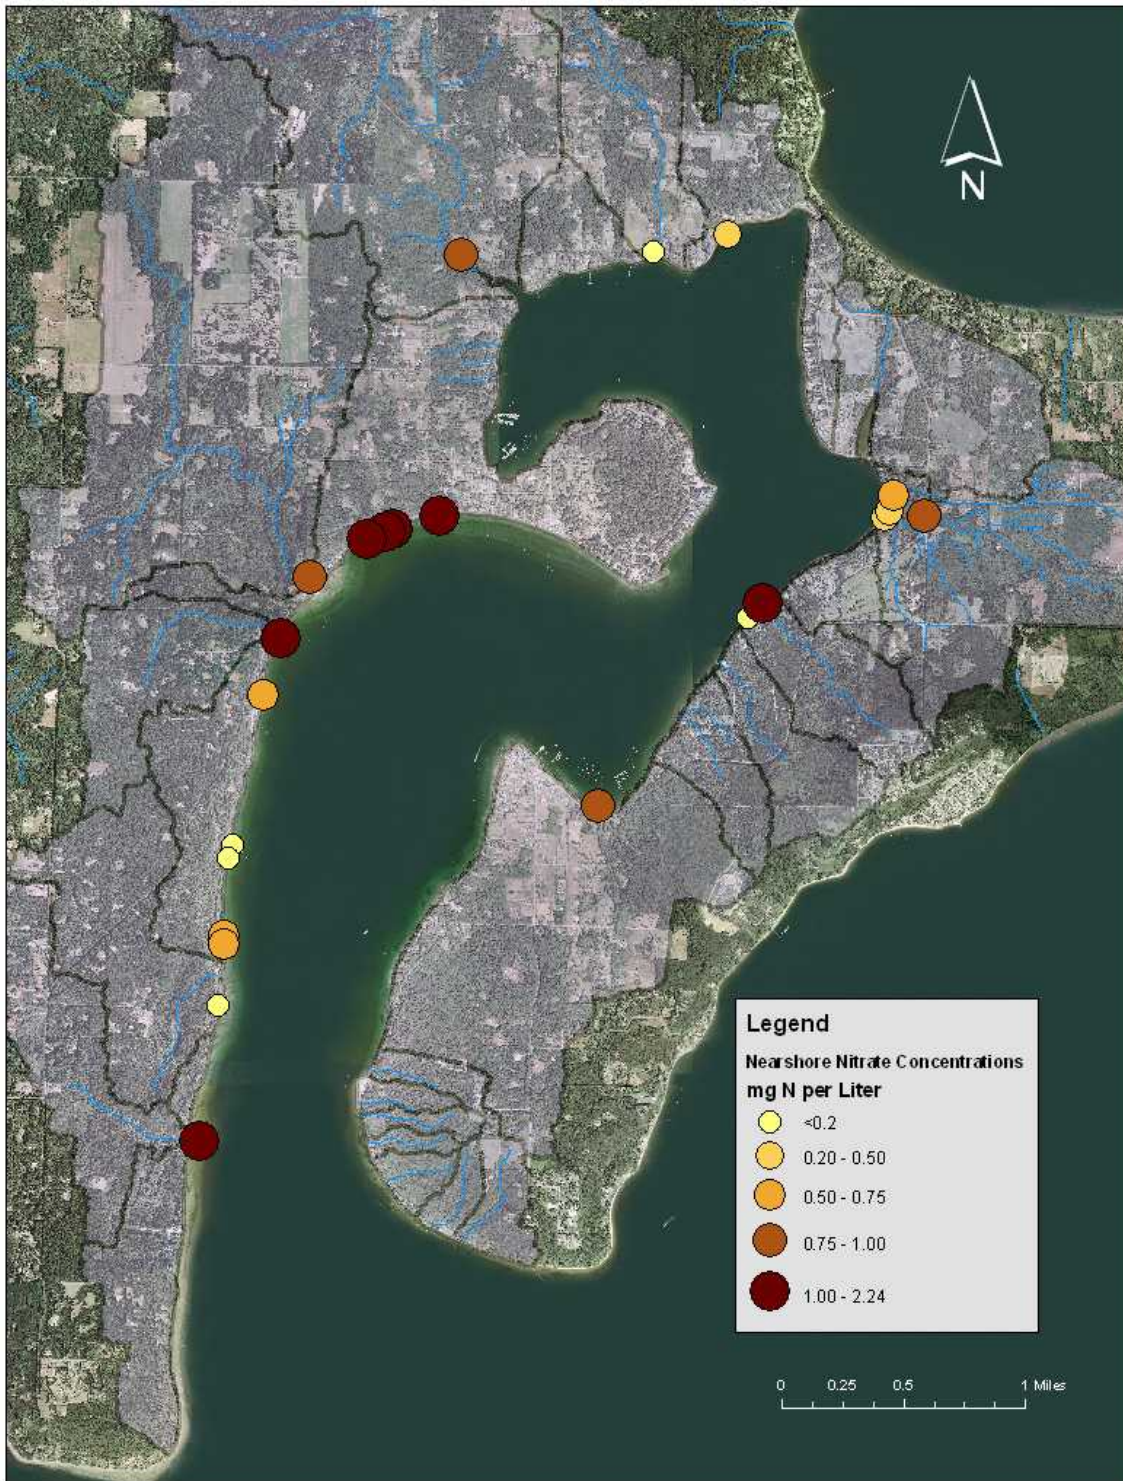 N
Legend
Nearshore Nitrate Concentrations
mg N per Liter
<0.2
0.20 - 0.50
0.50 - 0.75
0.75 - 1.00
1.00 - 2.24
0 0.25 0.5 1 Miles